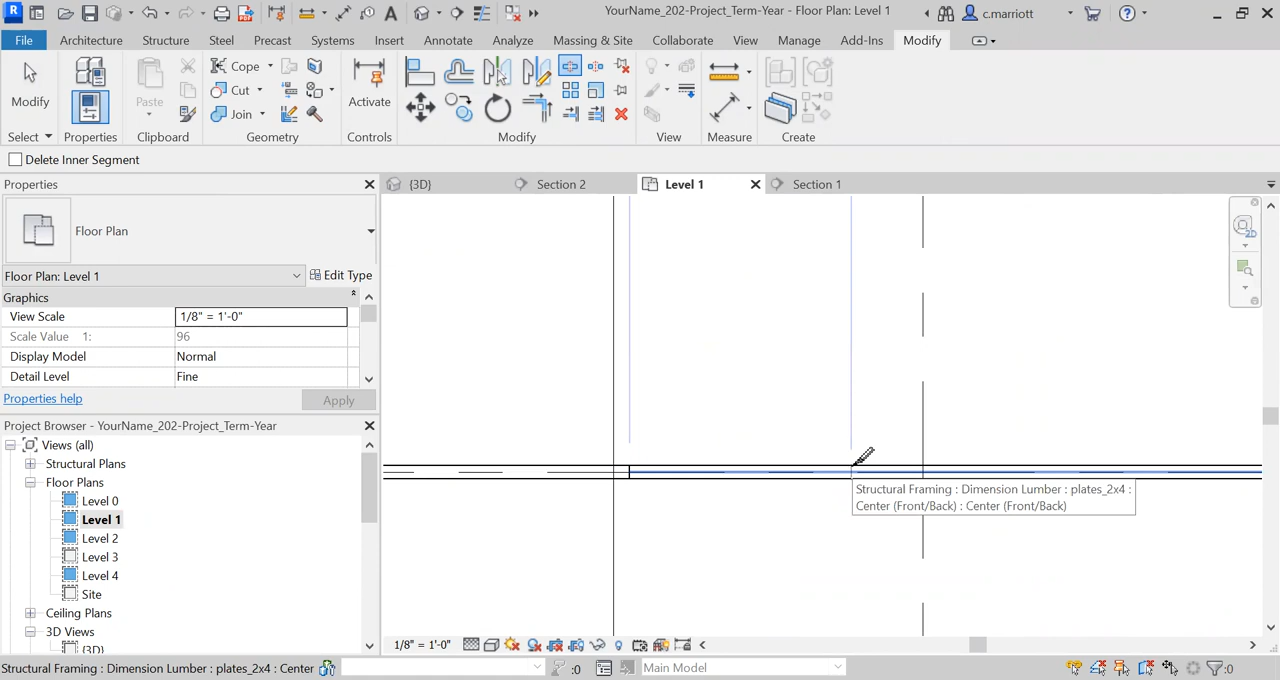 YourName_202-Project_Term-Year - Floor Plan: Level 1
c.marriott
File Architecture Structure Steel Precast Systems Insert Annotate Analyze Massing & Site Collaborate View Manage Add-Ins Modify
Modify
Properties
Paste
Cope
Cut
Join
Activate
Select
Properties
Clipboard
Geometry
Controls
Modify
View
Measure
Create
Delete Inner Segment
Properties
{3D}
Section 2
Level 1
Section 1
Floor Plan
Floor Plan: Level 1
Edit Type
Graphics
View Scale 1/8" = 1'-0"
Scale Value 1: 96
Display Model Normal
Detail Level Fine
Properties help
Apply
2D
Project Browser - YourName_202-Project_Term-Year
Views (all)
Structural Plans
Floor Plans
Level 0
Level 1
Level 2
Level 3
Level 4
Site
Ceiling Plans
3D Views
{3D}
Structural Framing : Dimension Lumber : plates_2x4 :
Center (Front/Back) : Center (Front/Back)
1/8" = 1'-0"
Structural Framing : Dimension Lumber : plates_2x4 : Center
:0
Main Model
:0